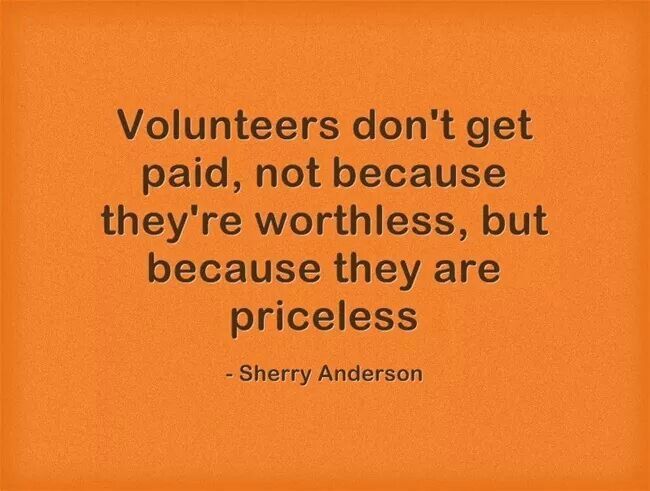 Volunteers don't get
paid, not because
they're worthless, but
because they are
priceless
- Sherry Anderson